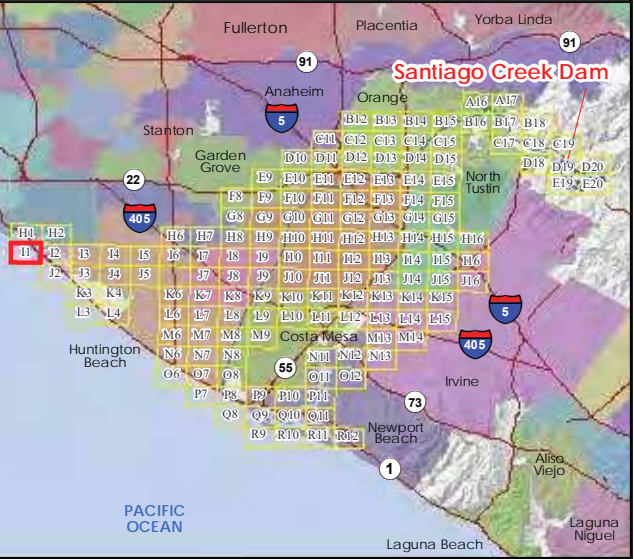 Yorba Linda
Placentia
Fullerton
91
91
Santiago Creek Dam
Anaheim
Orange
A16 A17
5
B12 B13 B14 B15 B16 B17 B18
Stanton
C11 C12 C13 C14 C15 C17 C18 C19
Garden
Grove
D10 D11 D12 D13 D14 D15 D18 D19 D20
22
E9 E10 E11 E12 E13 E14 E15 E19 E20
North
Tustin
F8 F9 F10 F11 F12 F13 F14 F15
405
G8 G9 G10 G11 G12 G13 G14 G15
H1 H2 H6 H7 H8 H9 H10 H11 H12 H13 H14 H15 H16
I1 I2 I3 I4 I5 I6 I7 I8 I9 I10 I11 I12 I13 I14 I15 I16
J2 J3 J4 J5 J7 J8 J9 J10 J11 J12 J13 J14 J15 J16
K3 K4 K6 K7 K8 K9 K10 K11 K12 K13 K14 K15
5
L3 L4 L6 L7 L8 L9 L10 L11 L12 L13 L14 L15
M6 M7 M8 M9 Costa Mesa M13 M14
405
Huntington
Beach
N6 N7 N8 N11 N12 N13
55
O6 O7 O8 O11 O12
Irvine
P7 P8 P9 P10 P11
73
Q8 Q9 Q10 Q11
Newport
Beach
R9 R10 R11 R12
1
Aliso
Viejo
PACIFIC
OCEAN
Laguna
Niguel
Laguna Beach